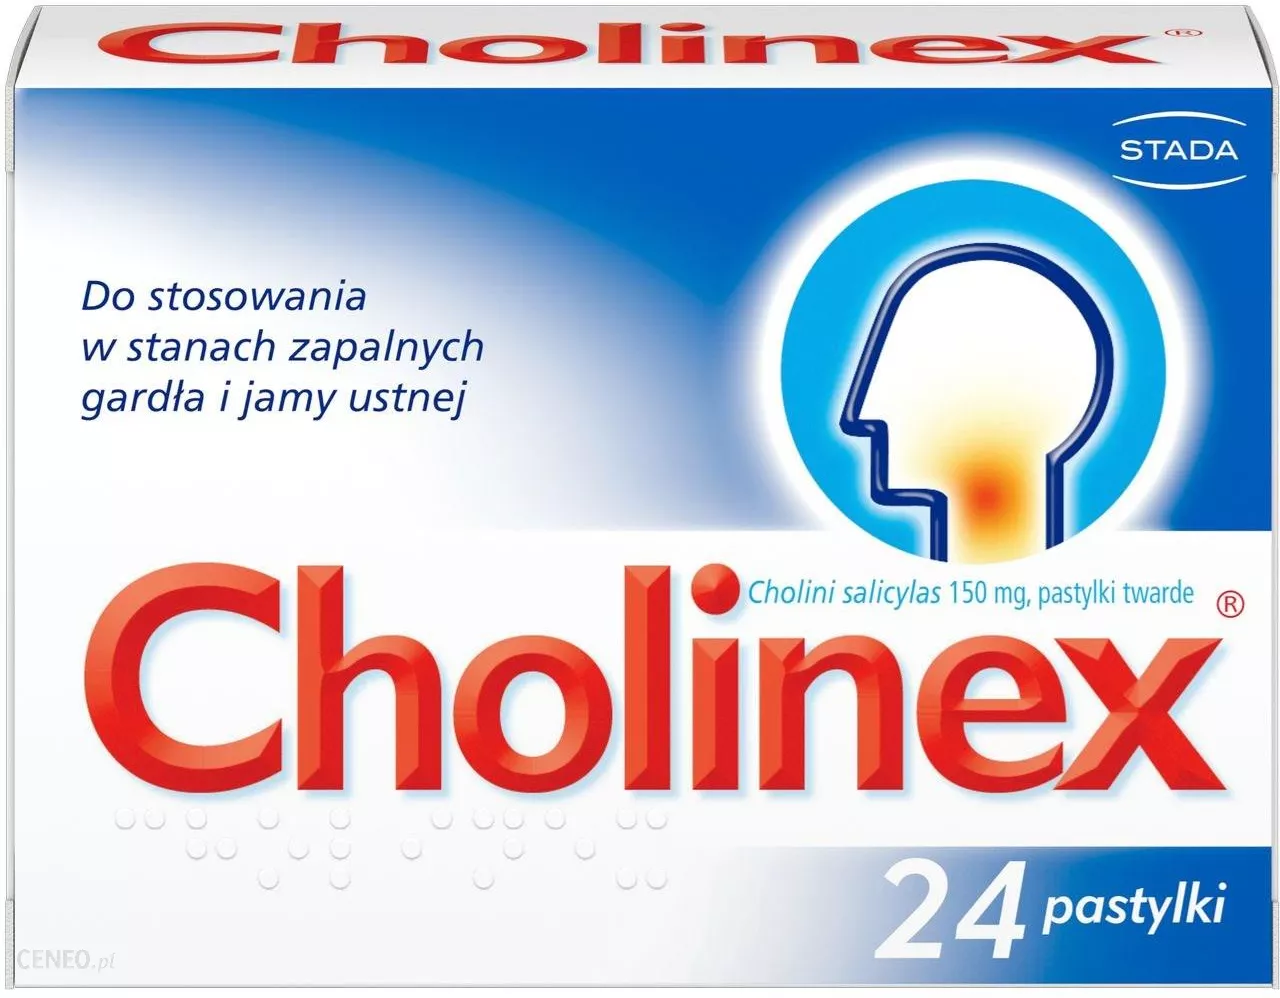 Cholinex®
STADA
Do stosowania
w stanach zapalnych
gardła i jamy ustnej
Cholini salicylas 150 mg, pastylki twarde
Cholinex®
24 pastylki
CENEO.pl